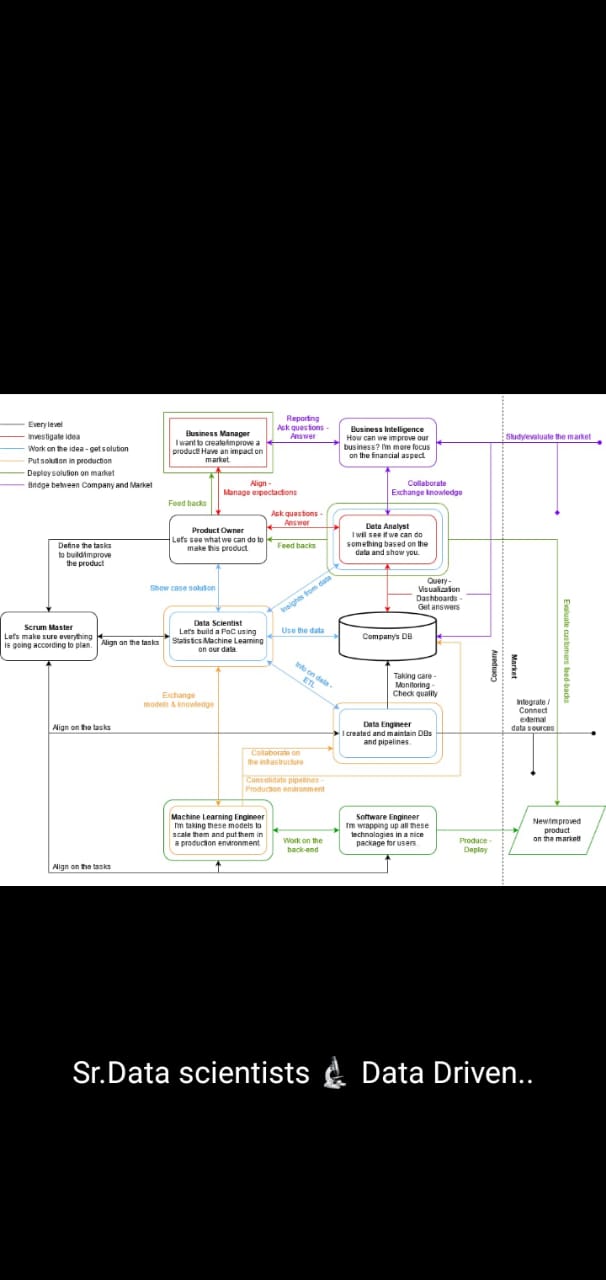 Every level
Investigate idea
Work on the idea - get solution
Put solution in production
Deploy solution on market
Bridge between Company and Market
Business Manager
I want to create/improve a
product! Have an impact on
market.
Reporting
Ask questions -
Answer
Business Intelligence
How can we improve our
business? I'm more focus
on the financial aspect.
Study/evaluate the market
Feed backs
Align -
Manage expectactions
Collaborate
Exchange knowledge
Product Owner
Let's see what we can do to
make this product.
Ask questions -
Answer
Feed backs
Data Analyst
I will see if we can do
something based on the
data and show you.
Define the tasks
to build/improve
the product
Show case solution
Insights from data
Query -
Visualization
Dashboards -
Get answers
Evaluate customers feed-backs
Scrum Master
Let's make sure everything
is going according to plan.
Align on the tasks
Data Scientist
Let's build a PoC using
Statistics/Machine Learning
on our data.
Use the data
Company's DB
Company
Market
Info on data -
ETL
Taking care -
Monitoring -
Check quality
Exchange
models & knowledge
Integrate /
Connect
external
data sources
Align on the tasks
Data Engineer
I created and maintain DBs
and pipelines.
Collaborate on
the infrastructure
Consolidate pipelines -
Production environment
Machine Learning Engineer
I'm taking these models to
scale them and put them in
a production environment.
Work on the
back-end
Software Engineer
I'm wrapping up all these
technologies in a nice
package for users.
Produce -
Deploy
New/improved
product
on the market!
Align on the tasks
Sr.Data scientists 🔬 Data Driven..